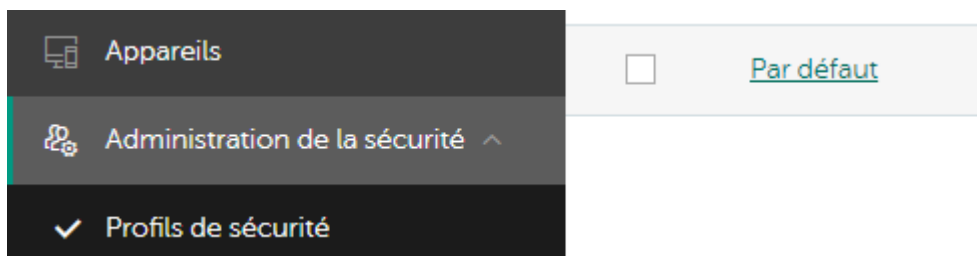 Appareils
Par défaut
Administration de la sécurité
Profils de sécurité